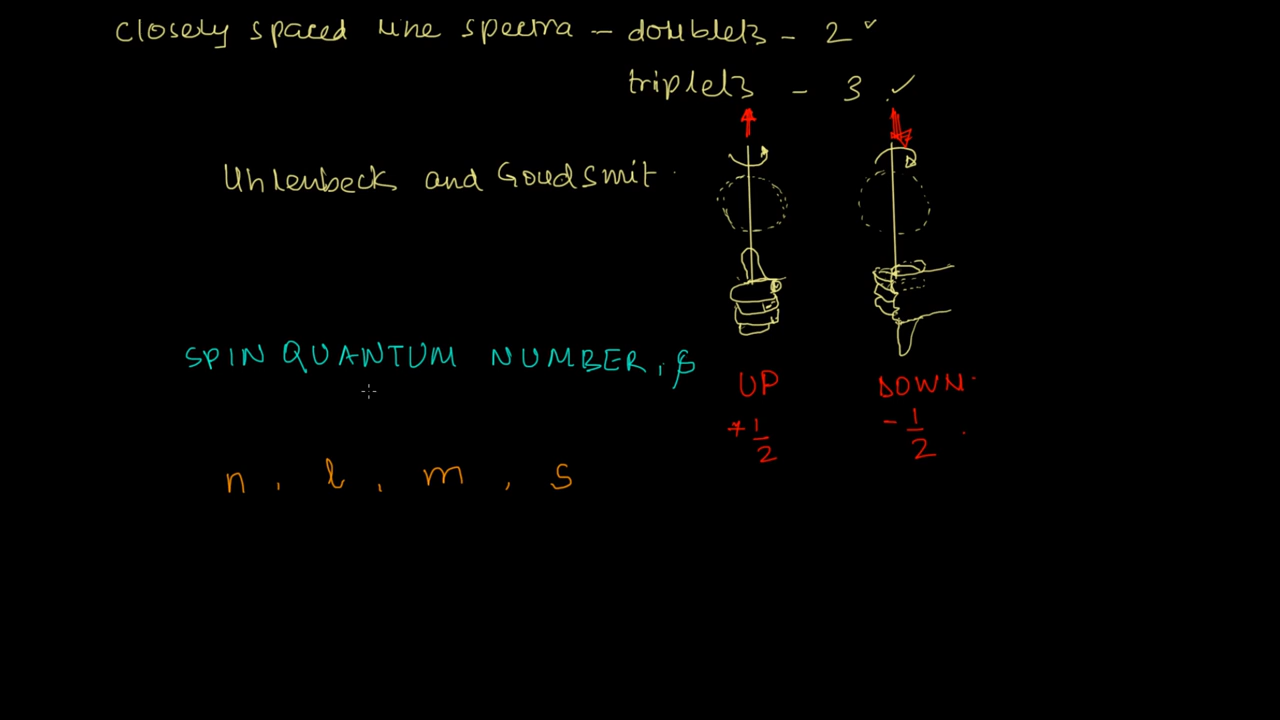 closely spaced line spectra - doublets - 2 ✓
triplets - 3 ✓
Uhlenbeck and Goudsmit.
SPIN QUANTUM NUMBER, s
UP
+ 1/2
DOWN.
- 1/2 .
n , l , m , s